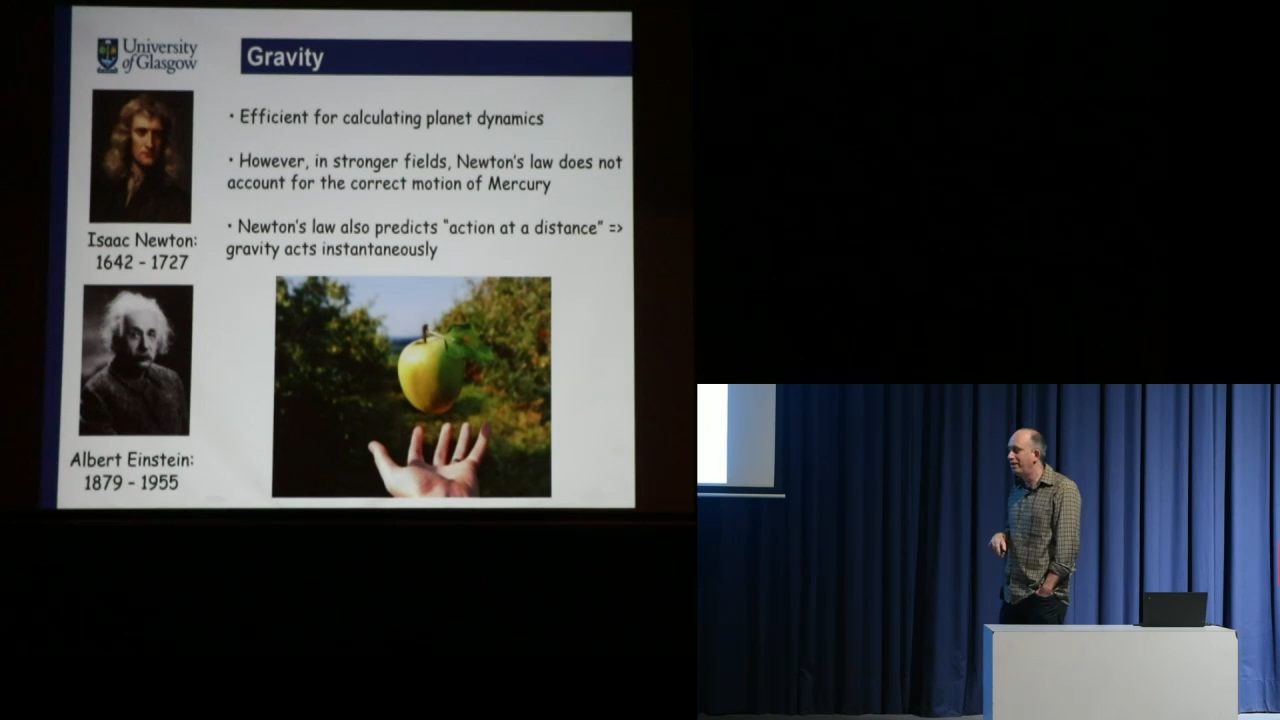 University
of Glasgow
Gravity
• Efficient for calculating planet dynamics
• However, in stronger fields, Newton's law does not
account for the correct motion of Mercury
• Newton's law also predicts "action at a distance" =>
gravity acts instantaneously
Isaac Newton:
1642 - 1727
Albert Einstein:
1879 - 1955